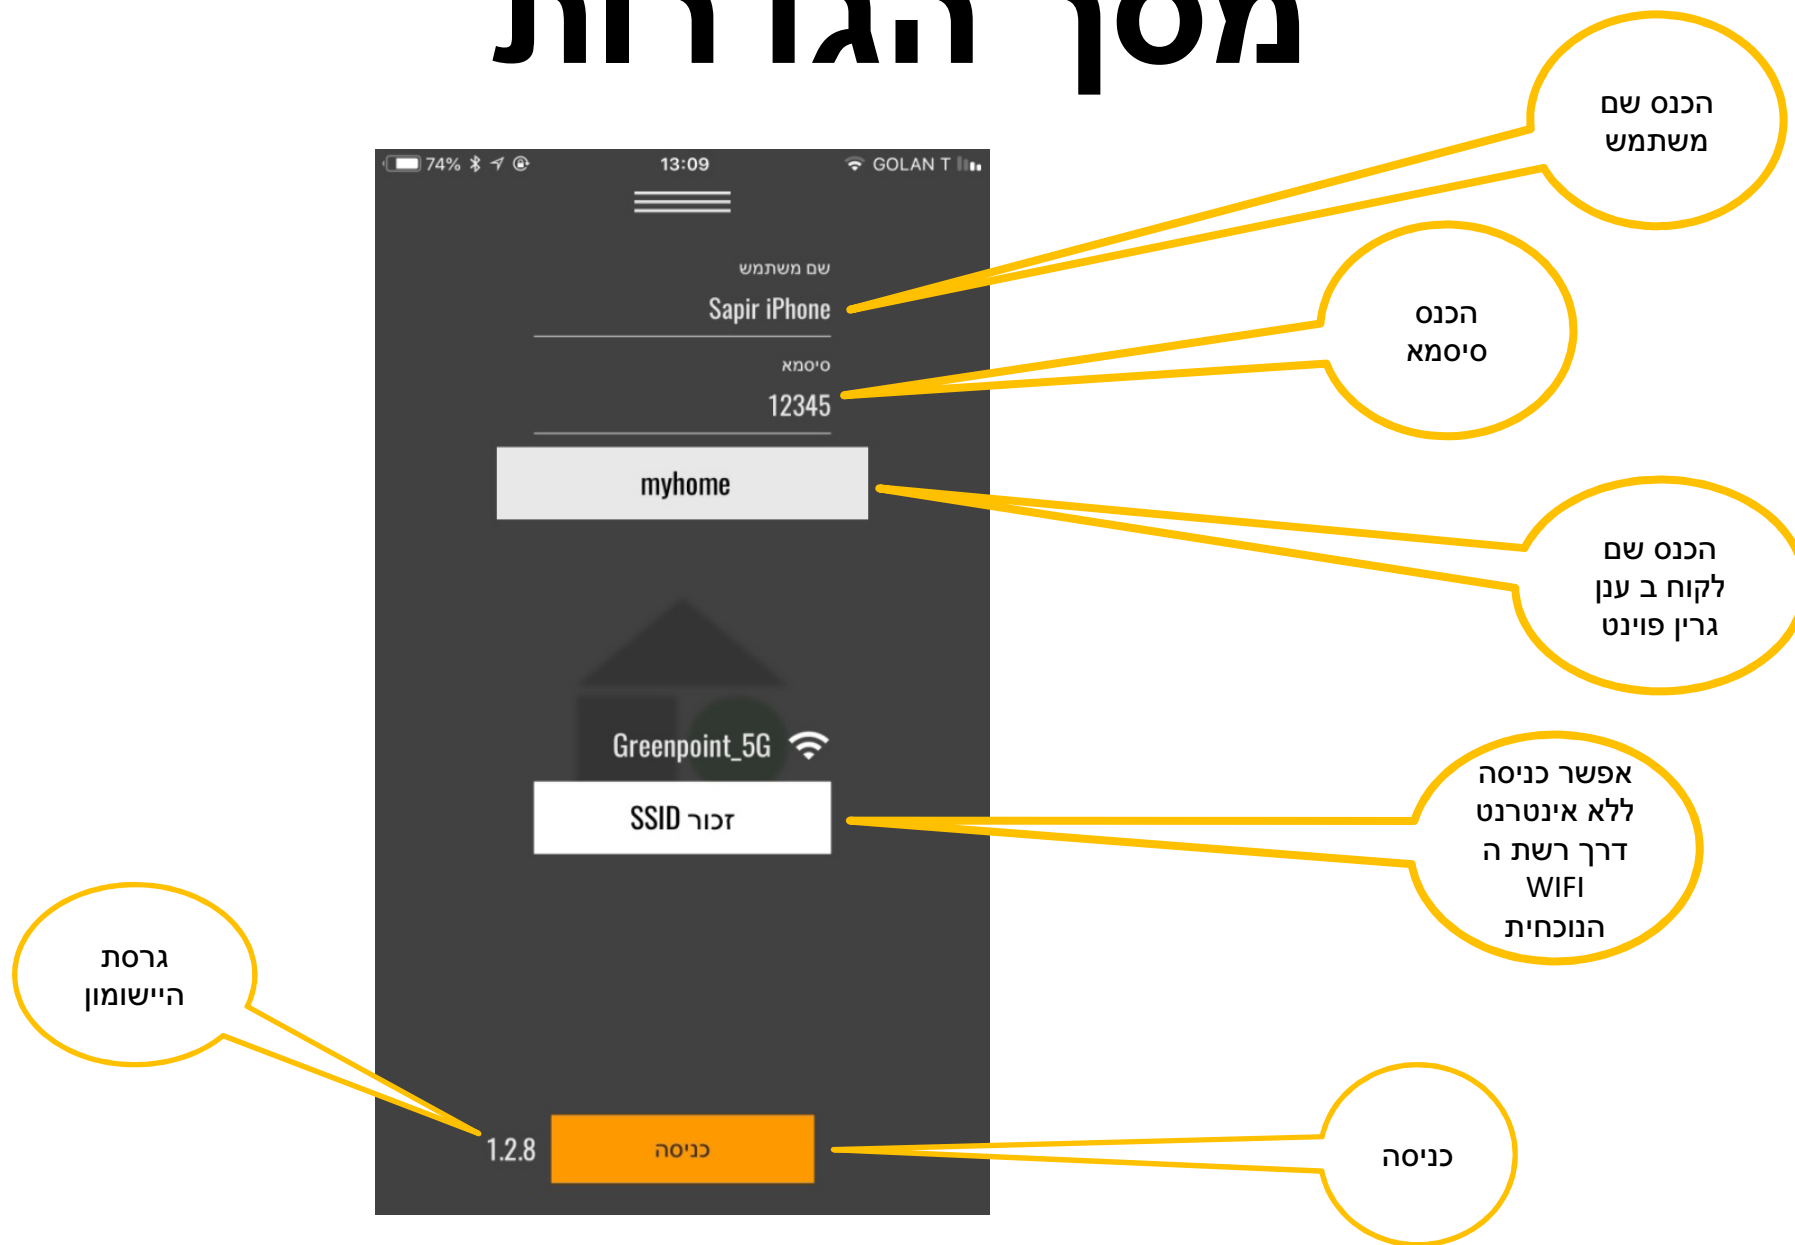 מסך הגדרות
74%
13:09
GOLAN T
שם משתמש
Sapir iPhone
סיסמא
12345
myhome
Greenpoint_5G
זכור SSID
1.2.8
כניסה
הכנס שם
משתמש
הכנס
סיסמא
הכנס שם
לקוח ב ענן
גרין פוינט
אפשר כניסה
ללא אינטרנט
דרך רשת ה
WIFI
הנוכחית
גרסת
היישומון
כניסה